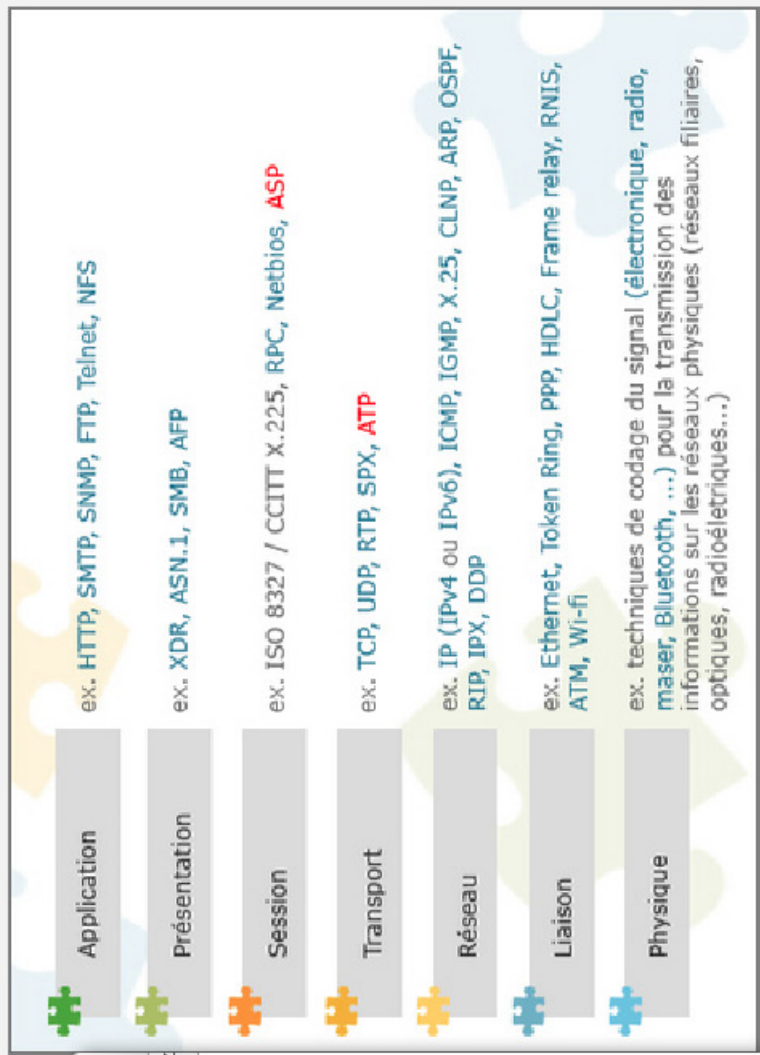 Application
ex. HTTP, SMTP, SNMP, FTP, Telnet, NFS
Présentation
ex. XDR, ASN.1, SMB, AFP
Session
ex. ISO 8327 / CCITT X.225, RPC, Netbios, ASP
Transport
ex. TCP, UDP, RTP, SPX, ATP
Réseau
ex. IP (IPv4 ou IPv6), ICMP, IGMP, X.25, CLNP, ARP, OSPF,
RIP, IPX, DDP
Liaison
ex. Ethernet, Token Ring, PPP, HDLC, Frame relay, RNIS,
ATM, Wi-fi
Physique
ex. techniques de codage du signal (électronique, radio,
maser, Bluetooth, ...) pour la transmission des
informations sur les réseaux physiques (réseaux filiaires,
optiques, radioélétriques...)